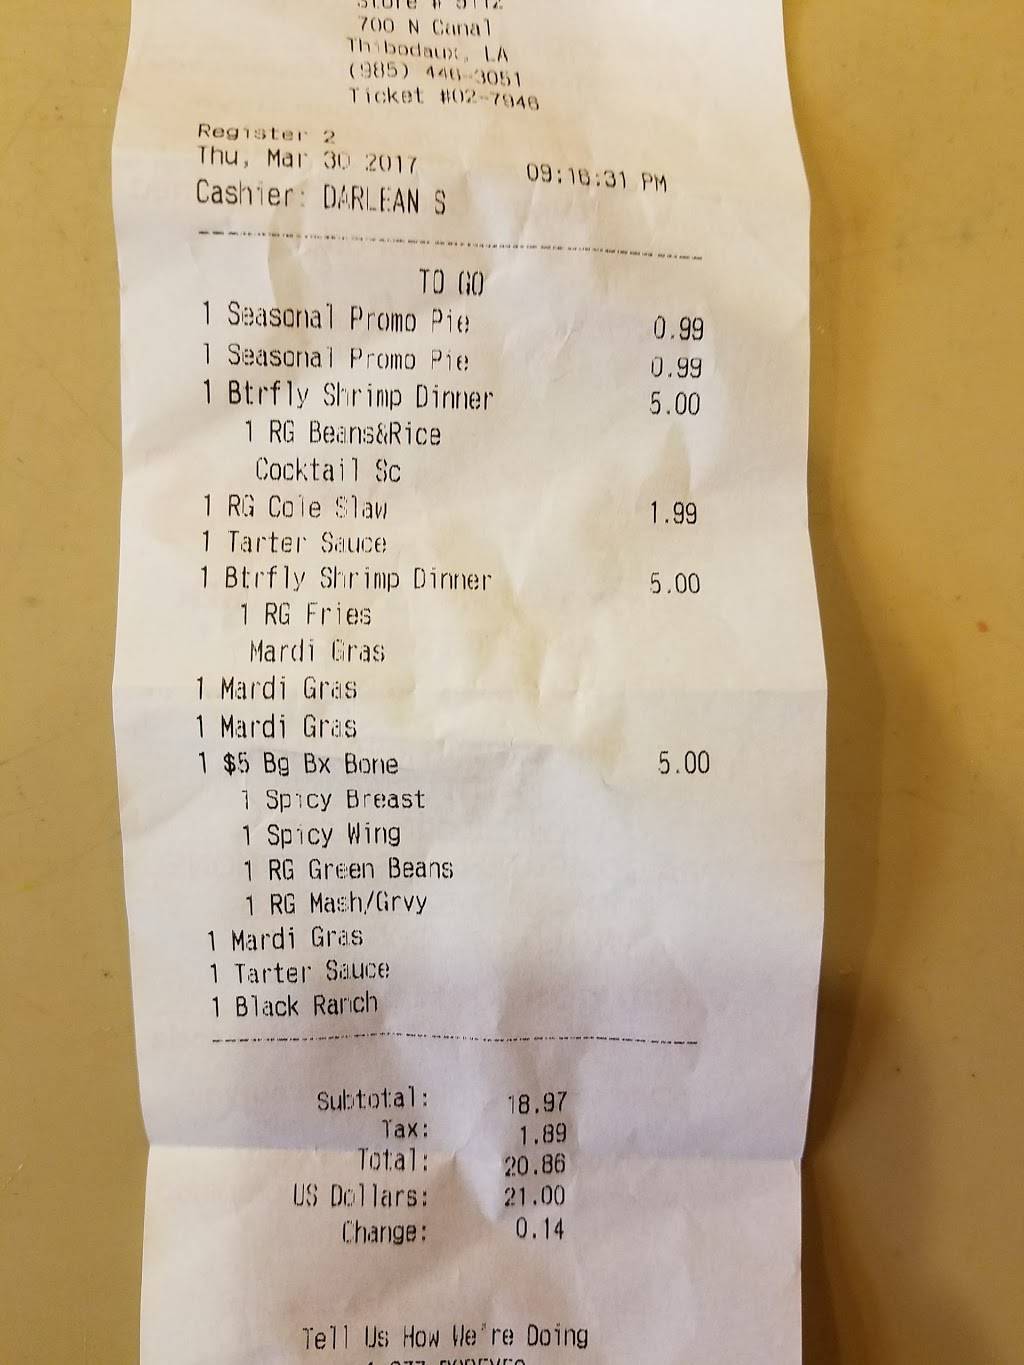 700 N Canal
Thibodaux, LA
(985) 446-3051
Ticket #02-7946
Register 2
Thu, Mar 30 2017 09:16:31 PM
Cashier: DARLEAN S
TO GO
1 Seasonal Promo Pie 0.99
1 Seasonal Promo Pie 0.99
1 Btrfly Shrimp Dinner 5.00
1 RG Beans&Rice
Cocktail Sc
1 RG Cole Slaw 1.99
1 Tarter Sauce
1 Btrfly Shrimp Dinner 5.00
1 RG Fries
Mardi Gras
1 Mardi Gras
1 Mardi Gras
1 $5 Bg Bx Bone 5.00
1 Spicy Breast
1 Spicy Wing
1 RG Green Beans
1 RG Mash/Grvy
1 Mardi Gras
1 Tarter Sauce
1 Black Ranch
Subtotal: 18.97
Tax: 1.89
Total: 20.86
US Dollars: 21.00
Change: 0.14
Tell Us How We're Doing